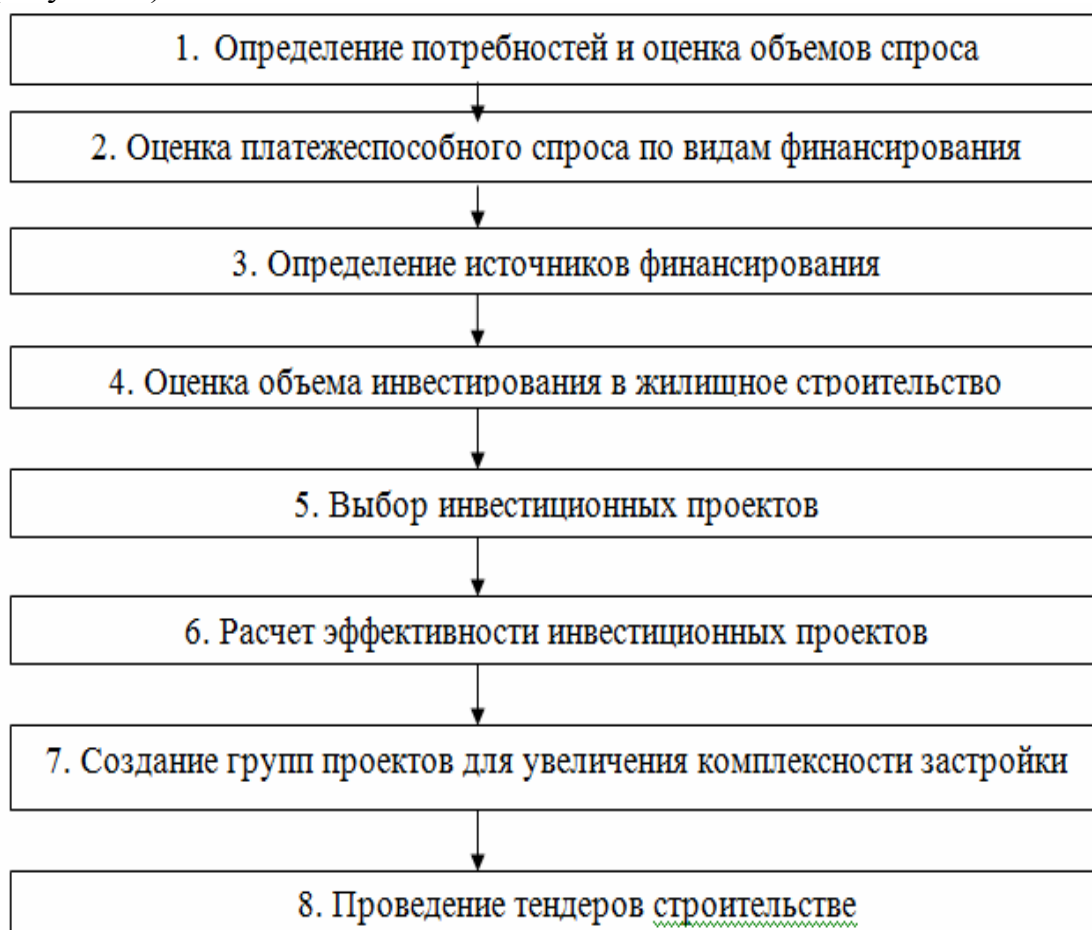 1. Определение потребностей и оценка объемов спроса
2. Оценка платежеспособного спроса по видам финансирования
3. Определение источников финансирования
4. Оценка объема инвестирования в жилищное строительство
5. Выбор инвестиционных проектов
6. Расчет эффективности инвестиционных проектов
7. Создание групп проектов для увеличения комплексности застройки
8. Проведение тендеров строительстве